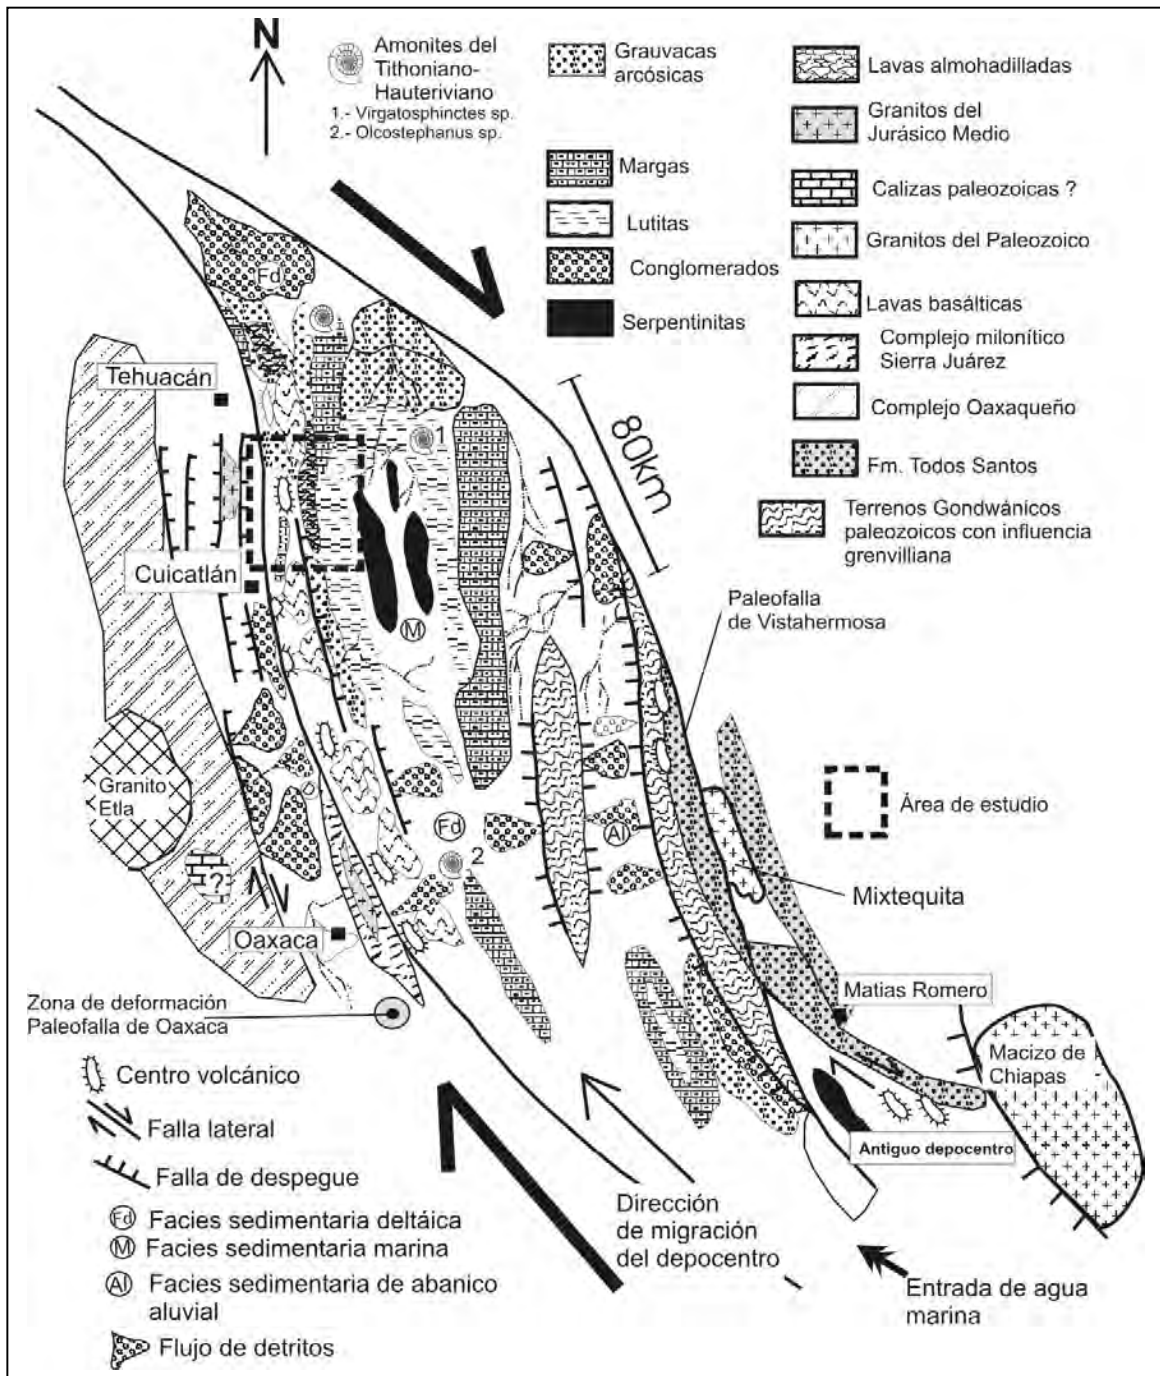 N
Amonites del
Tithoniano-
Hauteriviano
1.- Virgatosphinctes sp.
2.- Olcostephanus sp.
Grauvacas
arcósicas
Margas
Lutitas
Conglomerados
Serpentinitas
Lavas almohadilladas
Granitos del
Jurásico Medio
Calizas paleozoicas ?
Granitos del Paleozoico
Lavas basálticas
Complejo milonítico
Sierra Juárez
Complejo Oaxaqueño
Fm. Todos Santos
Terrenos Gondwánicos
paleozoicos con influencia
grenvilliana
Fd
Tehuacán
1
80km
Cuicatlán
M
Paleofalla
de Vistahermosa
Granito
Etla
D
Fd
Al
2
?
Área de estudio
Mixtequita
Oaxaca
Matias Romero
Zona de deformación
Paleofalla de Oaxaca
Macizo de
Chiapas
Antiguo depocentro
Centro volcánico
Falla lateral
Falla de despegue
Fd Facies sedimentaria deltáica
M Facies sedimentaria marina
Al Facies sedimentaria de abanico
aluvial
Flujo de detritos
Dirección
de migración
del depocentro
Entrada de agua
marina